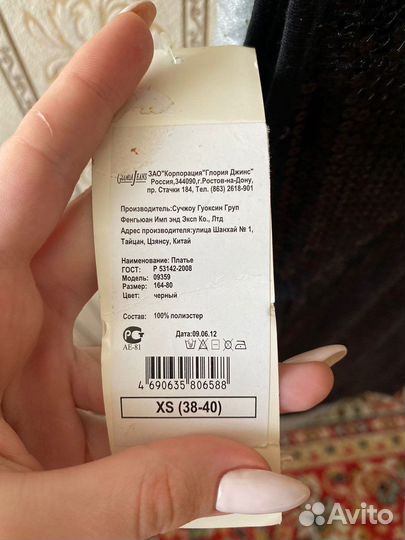 GLORIA JEANS
ЗАО"Корпорация "Глория Джинс"
Россия,344090,г.Ростов-на-Дону,
пр. Стачки 184, Тел. (863) 2618-901
Производитель:Сучжоу Гуоксин Груп
Фенгьюан Имп энд Эксп Ко., Лтд
Адрес производителя:улица Шанхай № 1,
Тайцан, Цзянсу, Китай
Наименование: Платье
ГОСТ: Р 53142-2008
Модель: 09359
Размер: 164-80
Цвет: черный
Состав: 100% полиэстер
Дата:09.06.12
АЕ-81
4 690635 806588
XS (38-40)
Avito